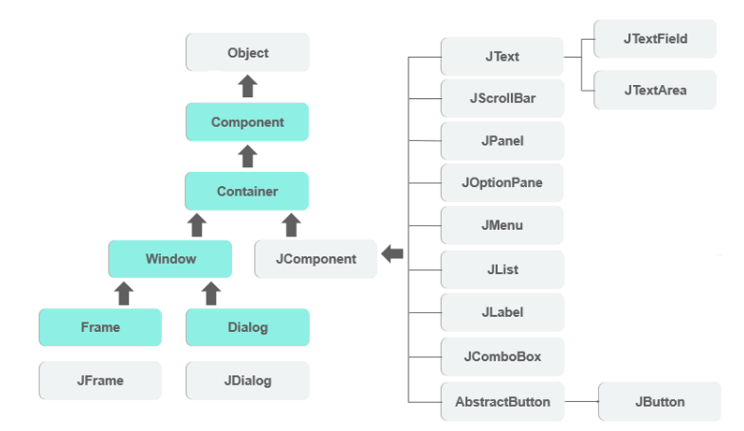 Object
Component
Container
Window
JComponent
Frame
Dialog
JFrame
JDialog
JText
JScrollBar
JPanel
JOptionPane
JMenu
JList
JLabel
JComboBox
AbstractButton
JTextField
JTextArea
JButton